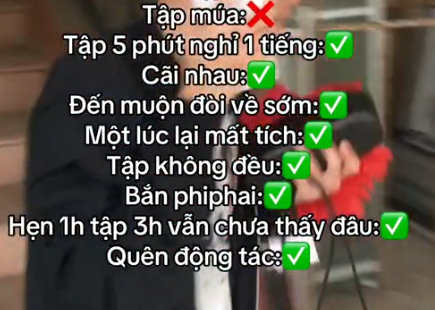 Tập múa:❌
Tập 5 phút nghỉ 1 tiếng:✅
Cãi nhau:✅
Đến muộn đòi về sớm:✅
Một lúc lại mất tích:✅
Tập không đều:✅
Bắn phiphai:✅
Hẹn 1h tập 3h vẫn chưa thấy đâu:✅
Quên động tác:✅